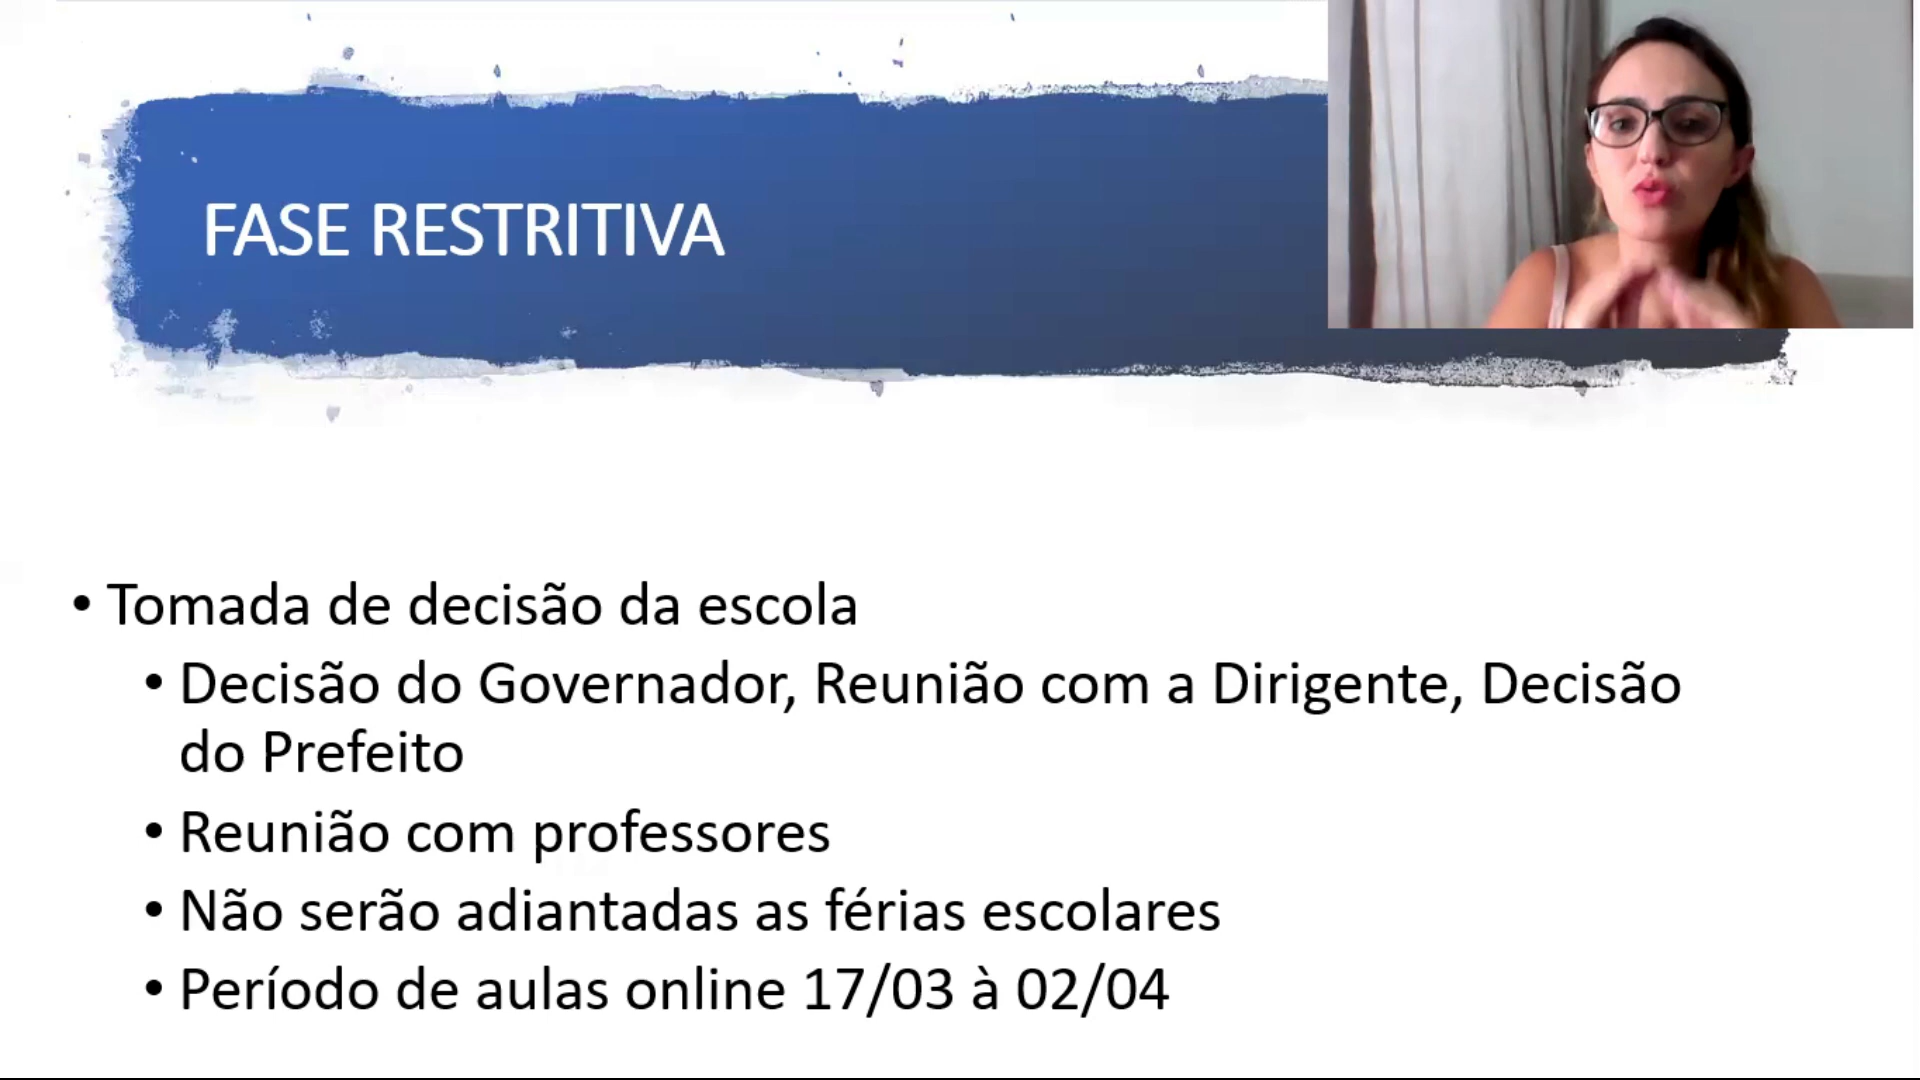 FASE RESTRITIVA
• Tomada de decisão da escola
• Decisão do Governador, Reunião com a Dirigente, Decisão
do Prefeito
• Reunião com professores
• Não serão adiantadas as férias escolares
• Período de aulas online 17/03 à 02/04